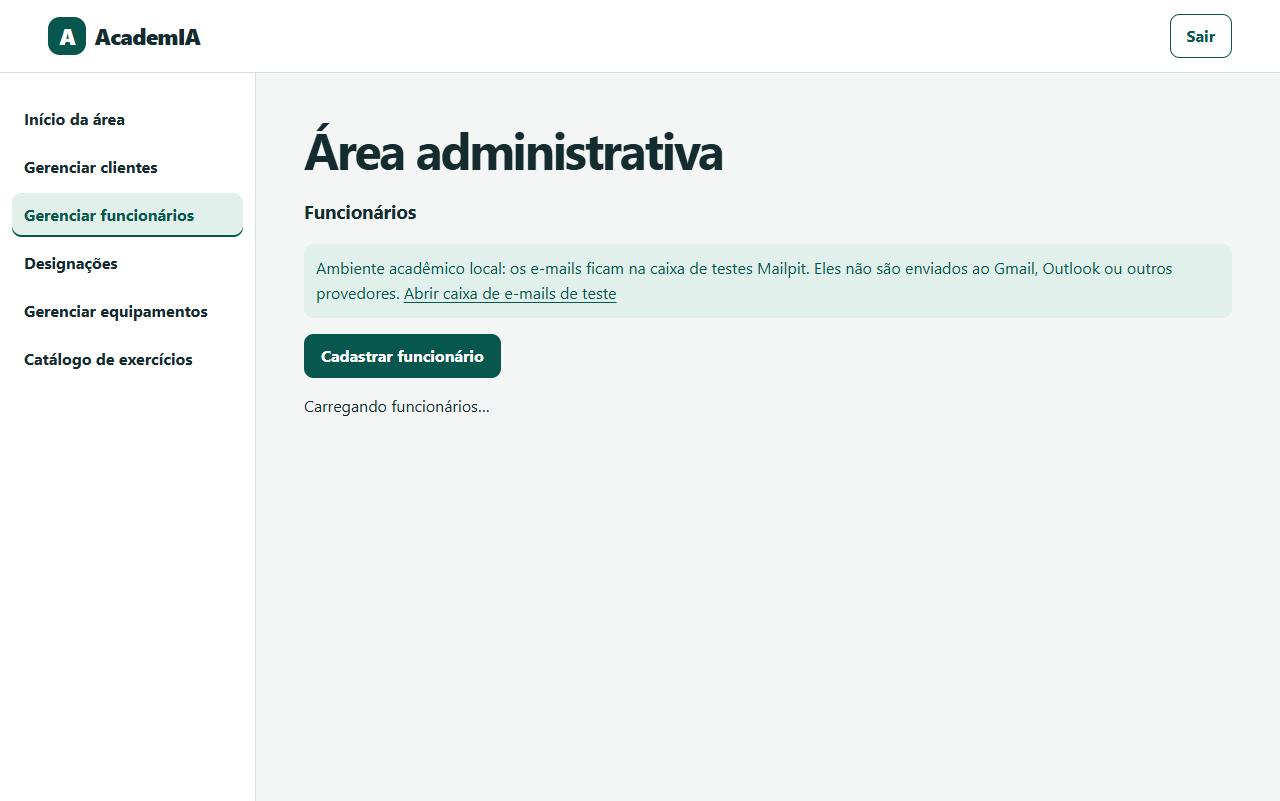 A AcademIA
Sair
Início da área
Gerenciar clientes
Gerenciar funcionários
Designações
Gerenciar equipamentos
Catálogo de exercícios
Área administrativa
Funcionários
Ambiente acadêmico local: os e-mails ficam na caixa de testes Mailpit. Eles não são enviados ao Gmail, Outlook ou outros
provedores. Abrir caixa de e-mails de teste
Cadastrar funcionário
Carregando funcionários...